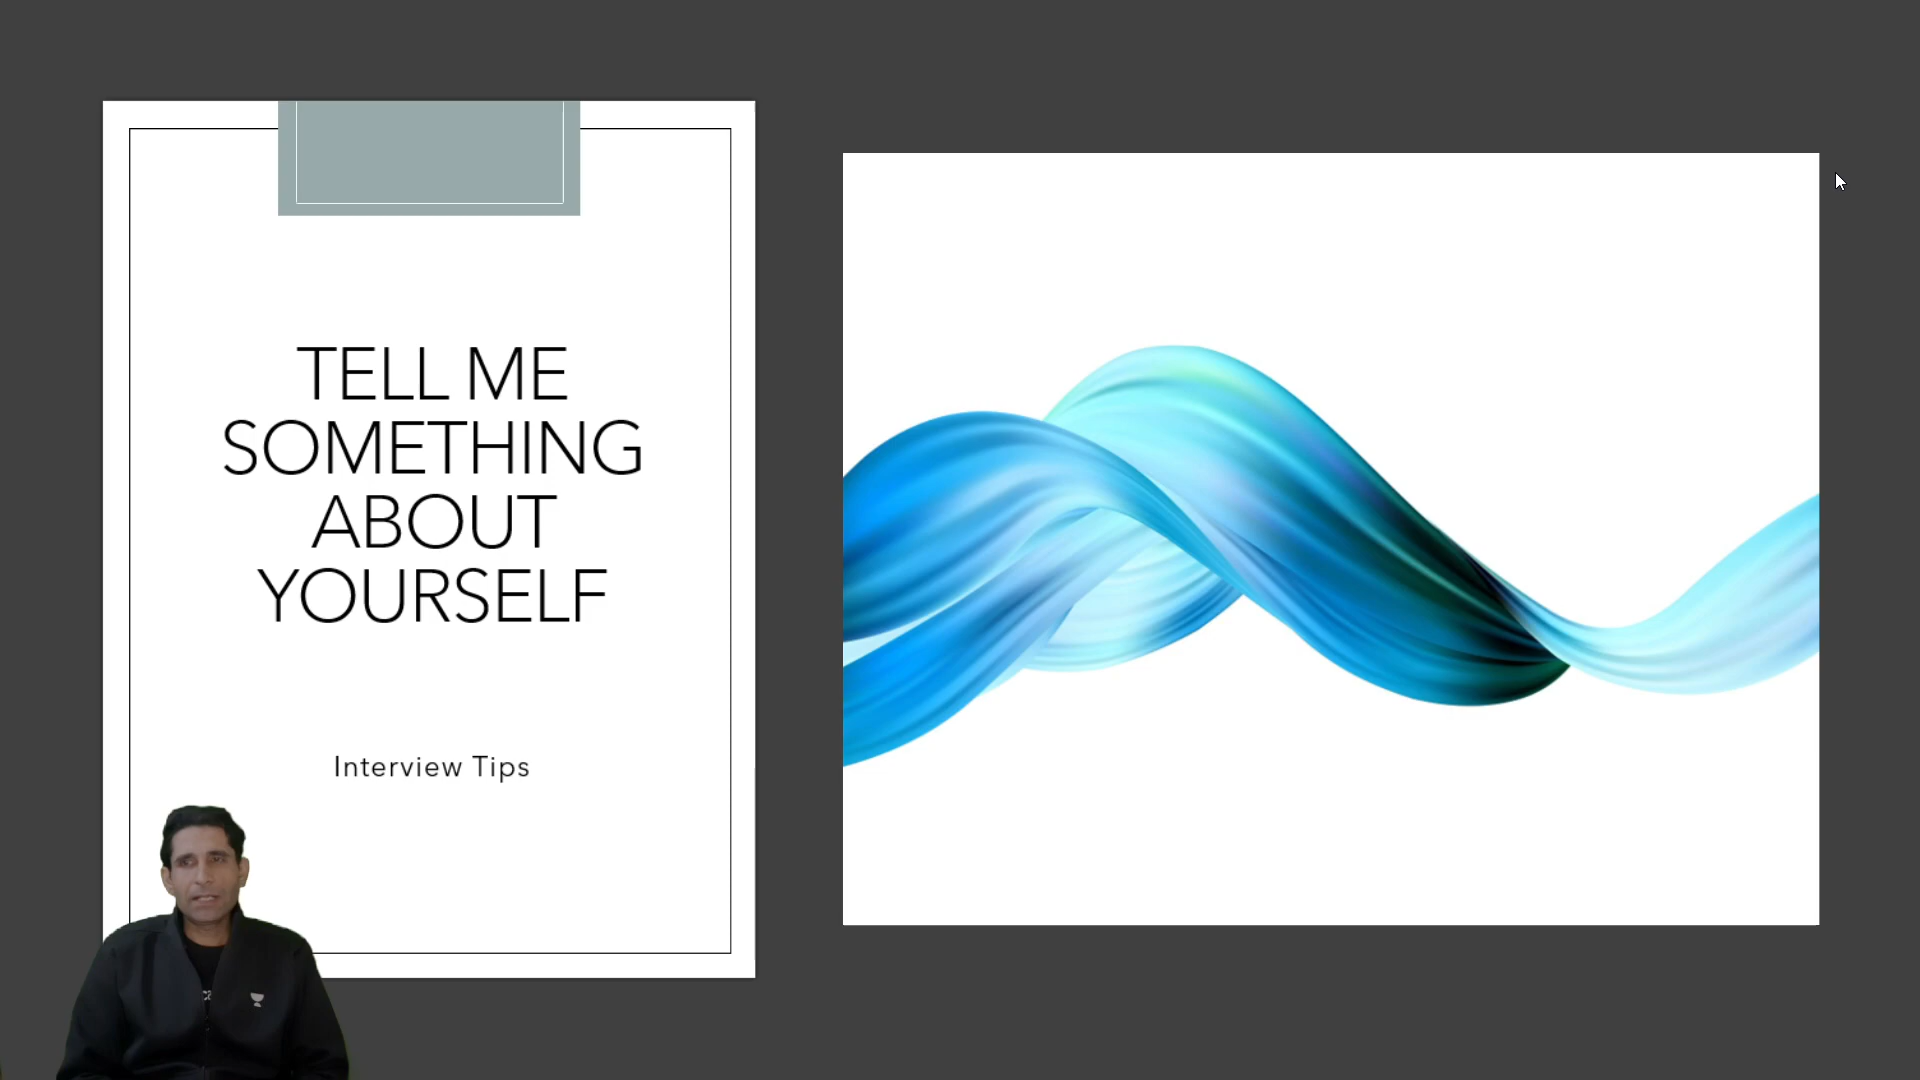 TELL ME
SOMETHING
ABOUT
YOURSELF
Interview Tips